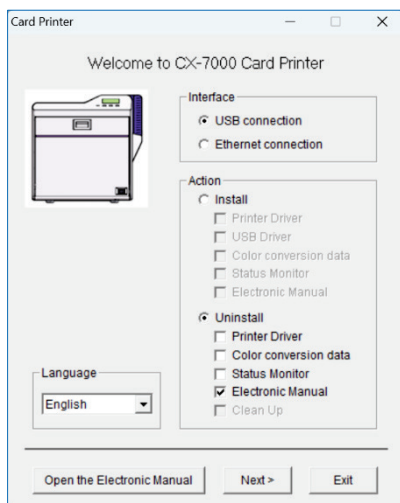 Card Printer
Welcome to CX-7000 Card Printer
Interface
USB connection
Ethernet connection
Action
Install
Printer Driver
USB Driver
Color conversion data
Status Monitor
Electronic Manual
Uninstall
Printer Driver
Color conversion data
Status Monitor
Electronic Manual
Clean Up
Language
English
Open the Electronic Manual
Next >
Exit